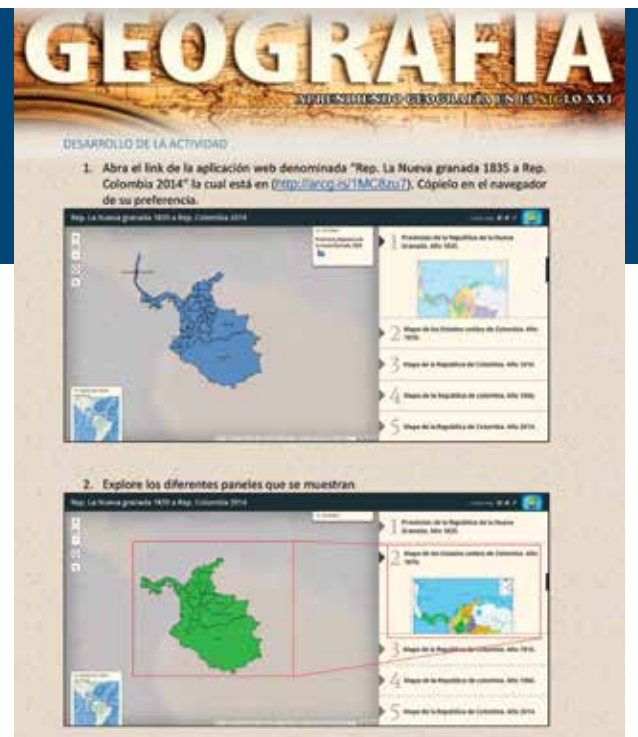 GEOGRAFIA
APRENDIENDO GEOGRAFÍA EN EL SIGLO XXI
DESARROLLO DE LA ACTIVIDAD
1. Abra el link de la aplicación web denominada "Rep. La Nueva granada 1835 a Rep.
Colombia 2014" la cual está en (http://arcg.is/1MC8zu7). Cópielo en el navegador
de su preferencia.
Rep. La Nueva granada 1835 a Rep. Colombia 2014
1 Provincias de la República de la Nueva
Granada. Año 1835.
2 Mapa de los Estados unidos de Colombia. Año
1870.
3 Mapa de la República de Colombia. Año 1910.
4 Mapa de la República de Colombia. Año
5 Mapa de la República de Colombia. Año 2014.
2. Explore los diferentes paneles que se muestran
Rep. La Nueva granada 1835 a Rep. Colombia 2014
1 Provincias de la República de la Nueva
Granada. Año 1835.
2 Mapa de los Estados unidos de Colombia. Año
1870.
3 Mapa de la República de Colombia. Año 1910.
4 Mapa de la República de Colombia. Año
5 Mapa de la República de Colombia. Año 2014.